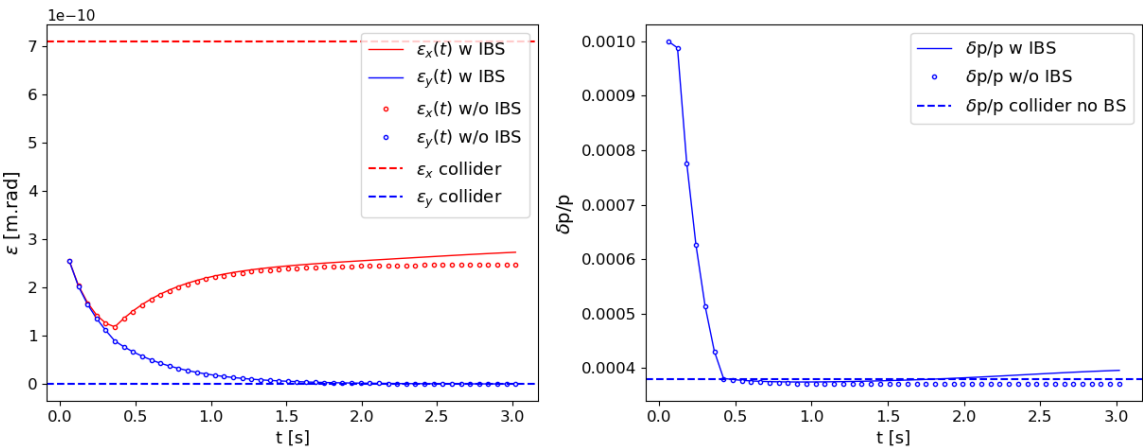 1e−10
7
6
5
4
3
2
1
0
ε [m.rad]
0.0 0.5 1.0 1.5 2.0 2.5 3.0
t [s]
εx(t) w IBS
εy(t) w IBS
εx(t) w/o IBS
εy(t) w/o IBS
εx collider
εy collider
0.0010
0.0009
0.0008
0.0007
0.0006
0.0005
0.0004
δp/p
0.0 0.5 1.0 1.5 2.0 2.5 3.0
t [s]
δp/p w IBS
δp/p w/o IBS
δp/p collider no BS